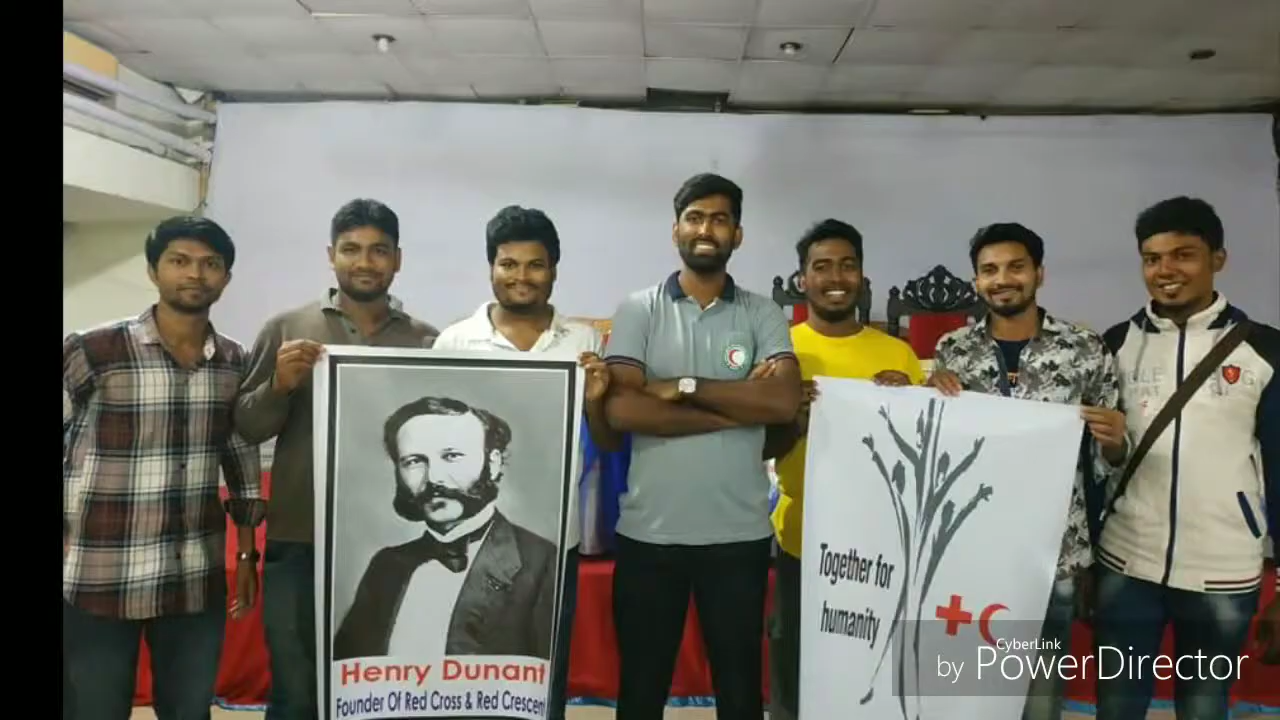 Henry Dunant
Founder Of Red Cross & Red Crescent
Together for
humanity
CyberLink
by PowerDirector